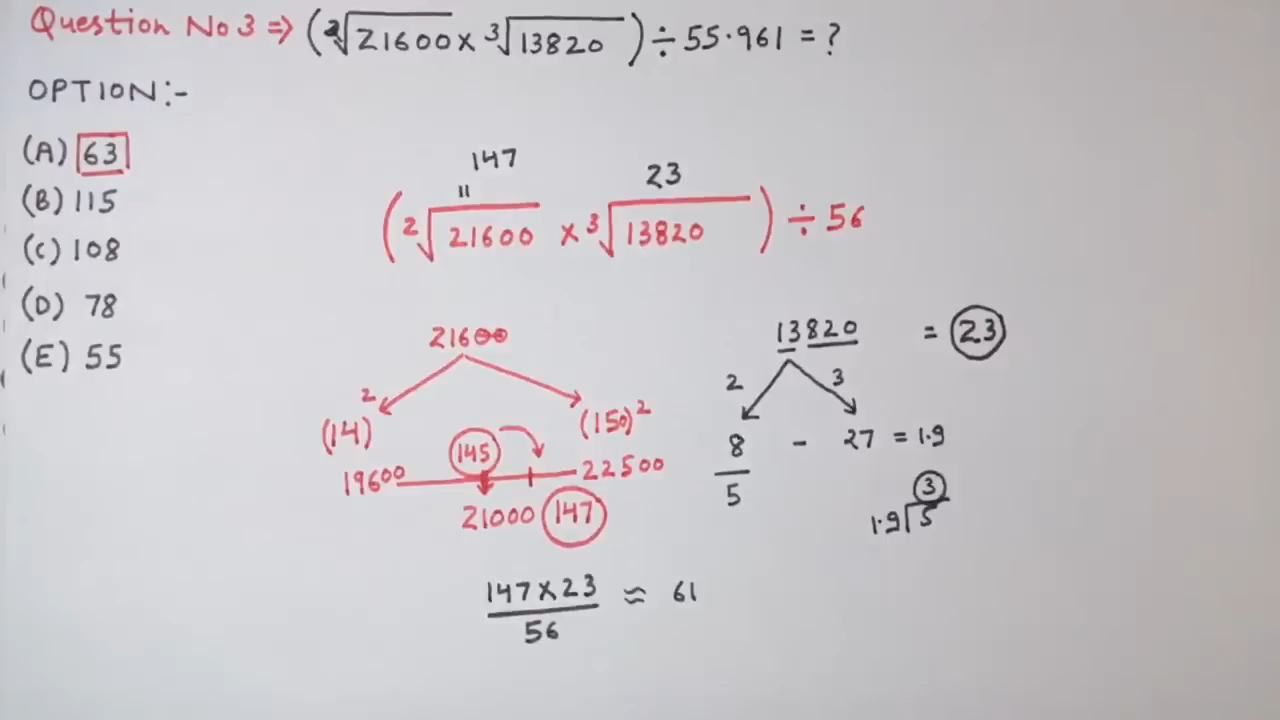 Question No 3 ⇒ (²√21600 × ³√13820) ÷ 55.961 = ?
OPTION:-
(A) 63
(B) 115
(C) 108
(D) 78
(E) 55
147 23
||
(²√21600 × ³√13820) ÷ 56
21600
(14)² (150)²
145
19600 22500
21000 147
13820 = 23
2 3
8 - 27 = 1.9
5
3
1.9√5
147×23
56
≈ 61